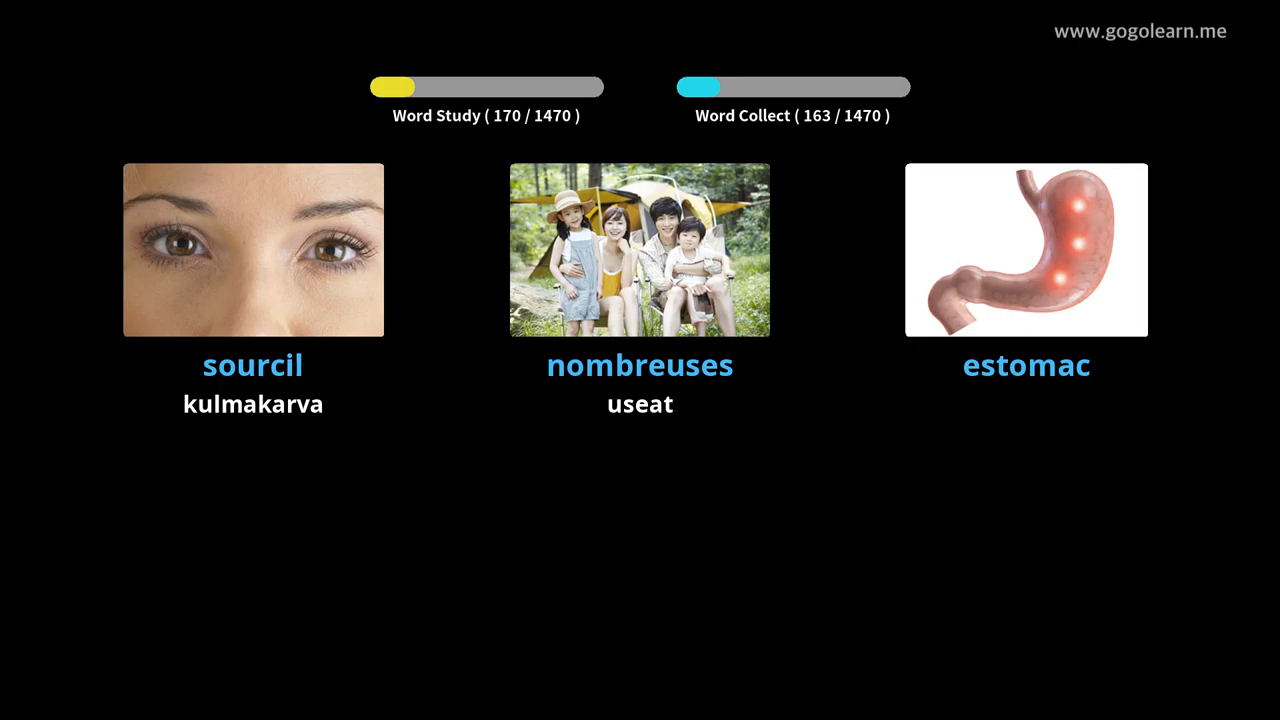 www.gogolearn.me
Word Study ( 170 / 1470 )
Word Collect ( 163 / 1470 )
sourcil
nombreuses
estomac
kulmakarva
useat